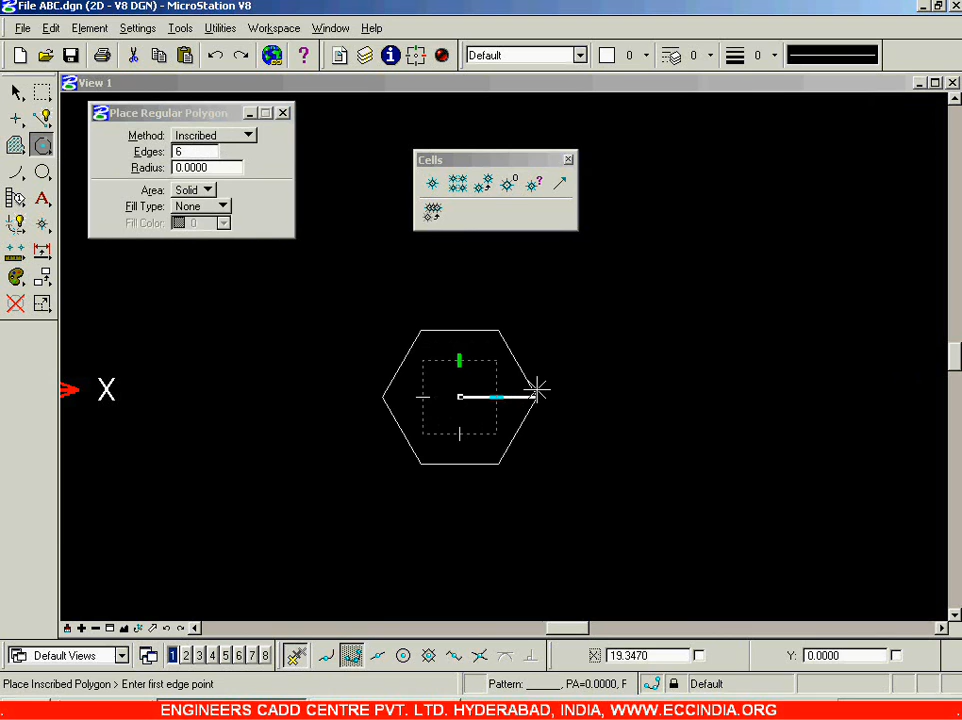 File ABC.dgn (2D - V8 DGN) - MicroStation V8
File Edit Element Settings Tools Utilities Workspace Window Help
Default 0 0 0
View 1
Place Regular Polygon
Method: Inscribed
Edges: 6
Radius: 0.0000
Area: Solid
Fill Type: None
Fill Color: 0
Cells
X
Default Views 1 2 3 4 5 6 7 8 19.3470 Y: 0.0000
Place Inscribed Polygon > Enter first edge point Pattern: _____, PA=0.0000, F Default
ENGINEERS CADD CENTRE PVT. LTD. HYDERABAD, INDIA, WWW.ECCINDIA.ORG